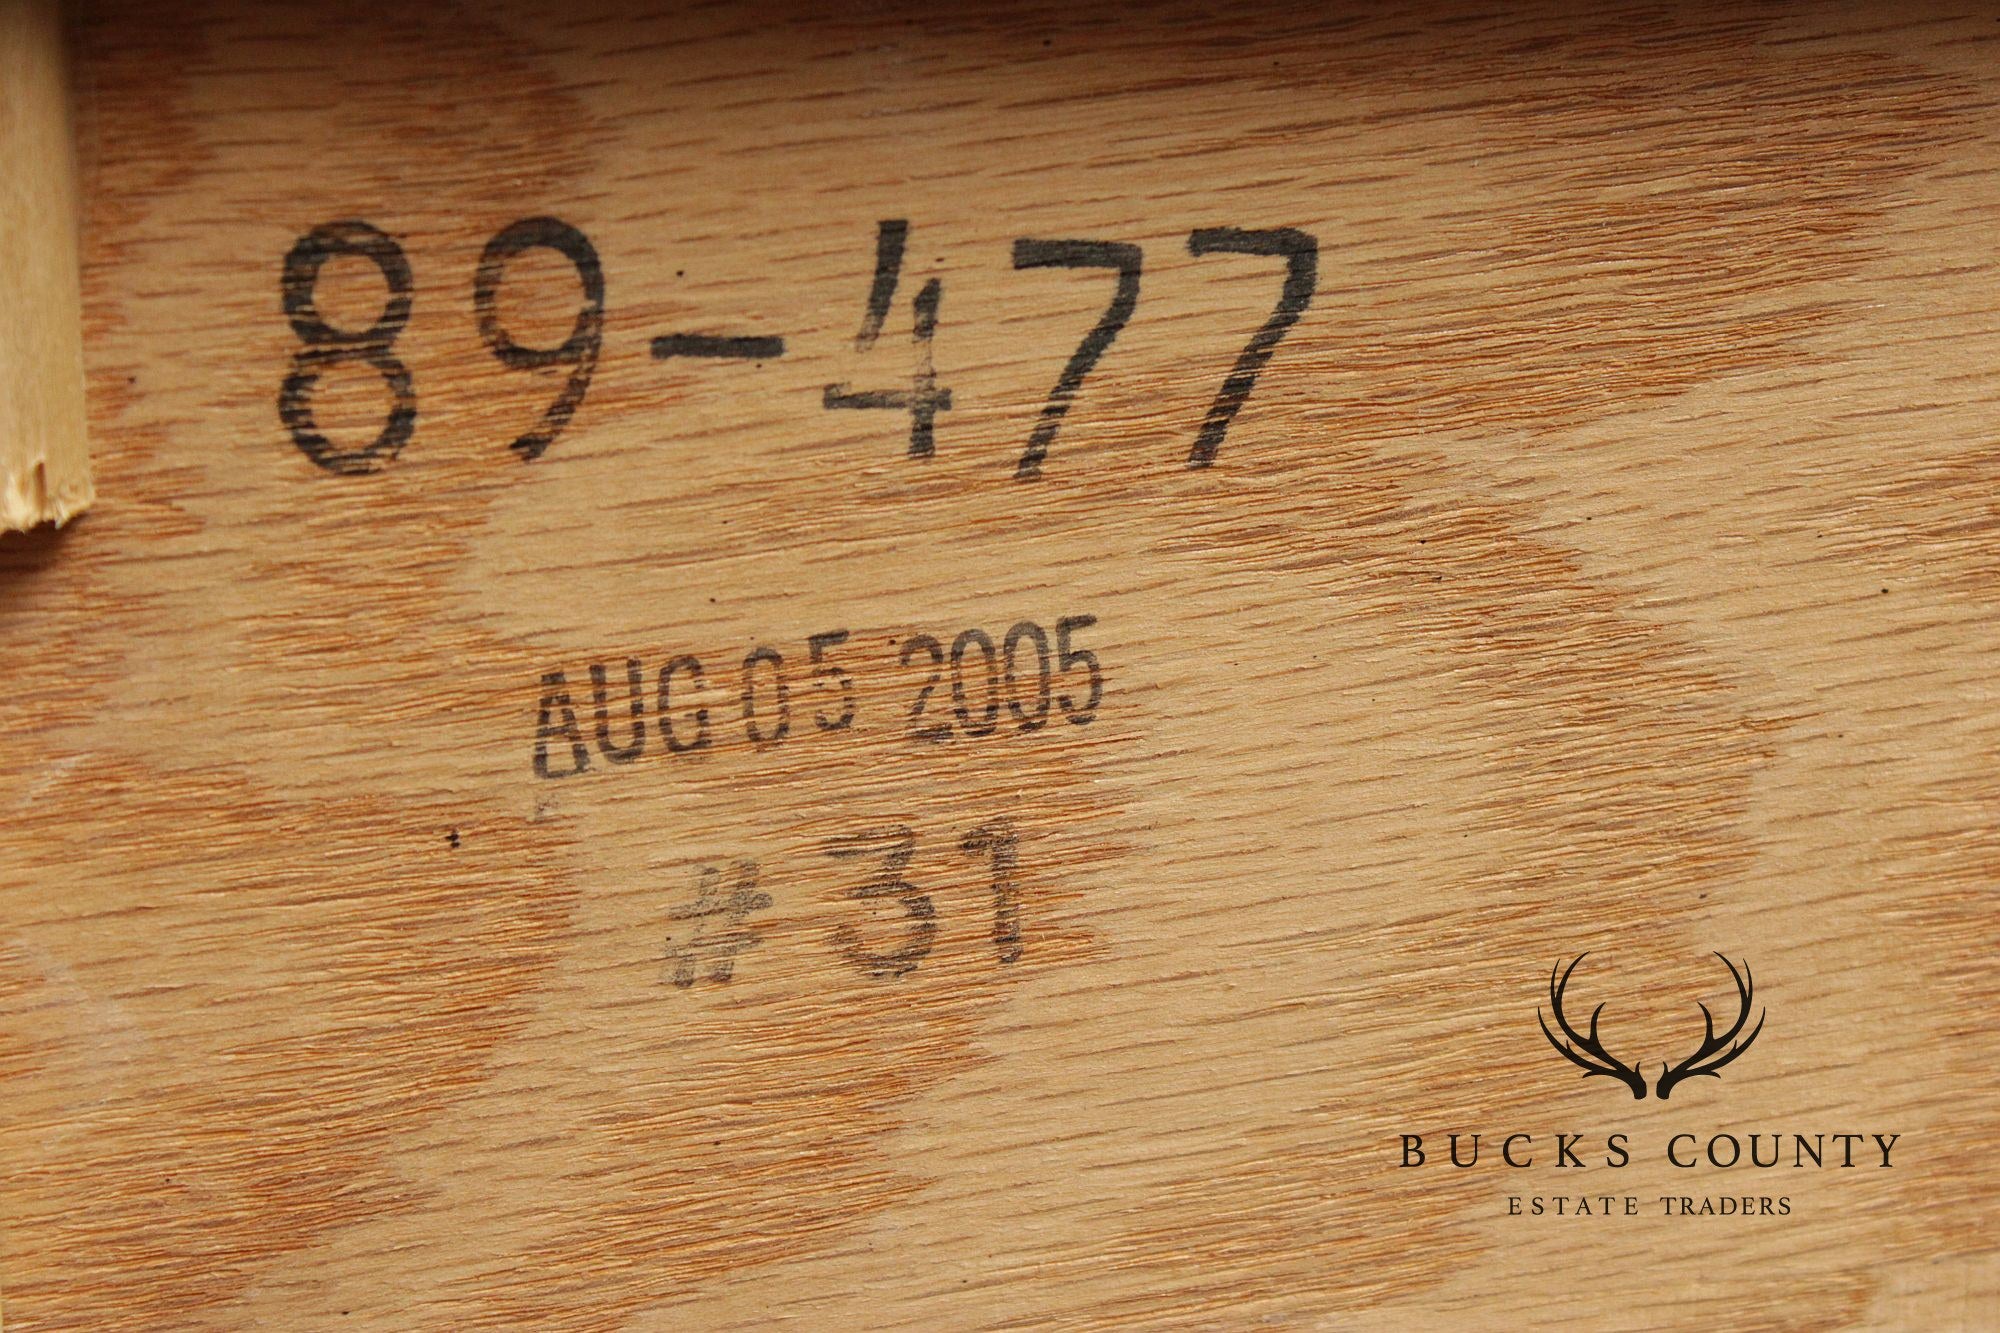 89-477
AUG 05 2005
# 31
BUCKS COUNTY
ESTATE TRADERS